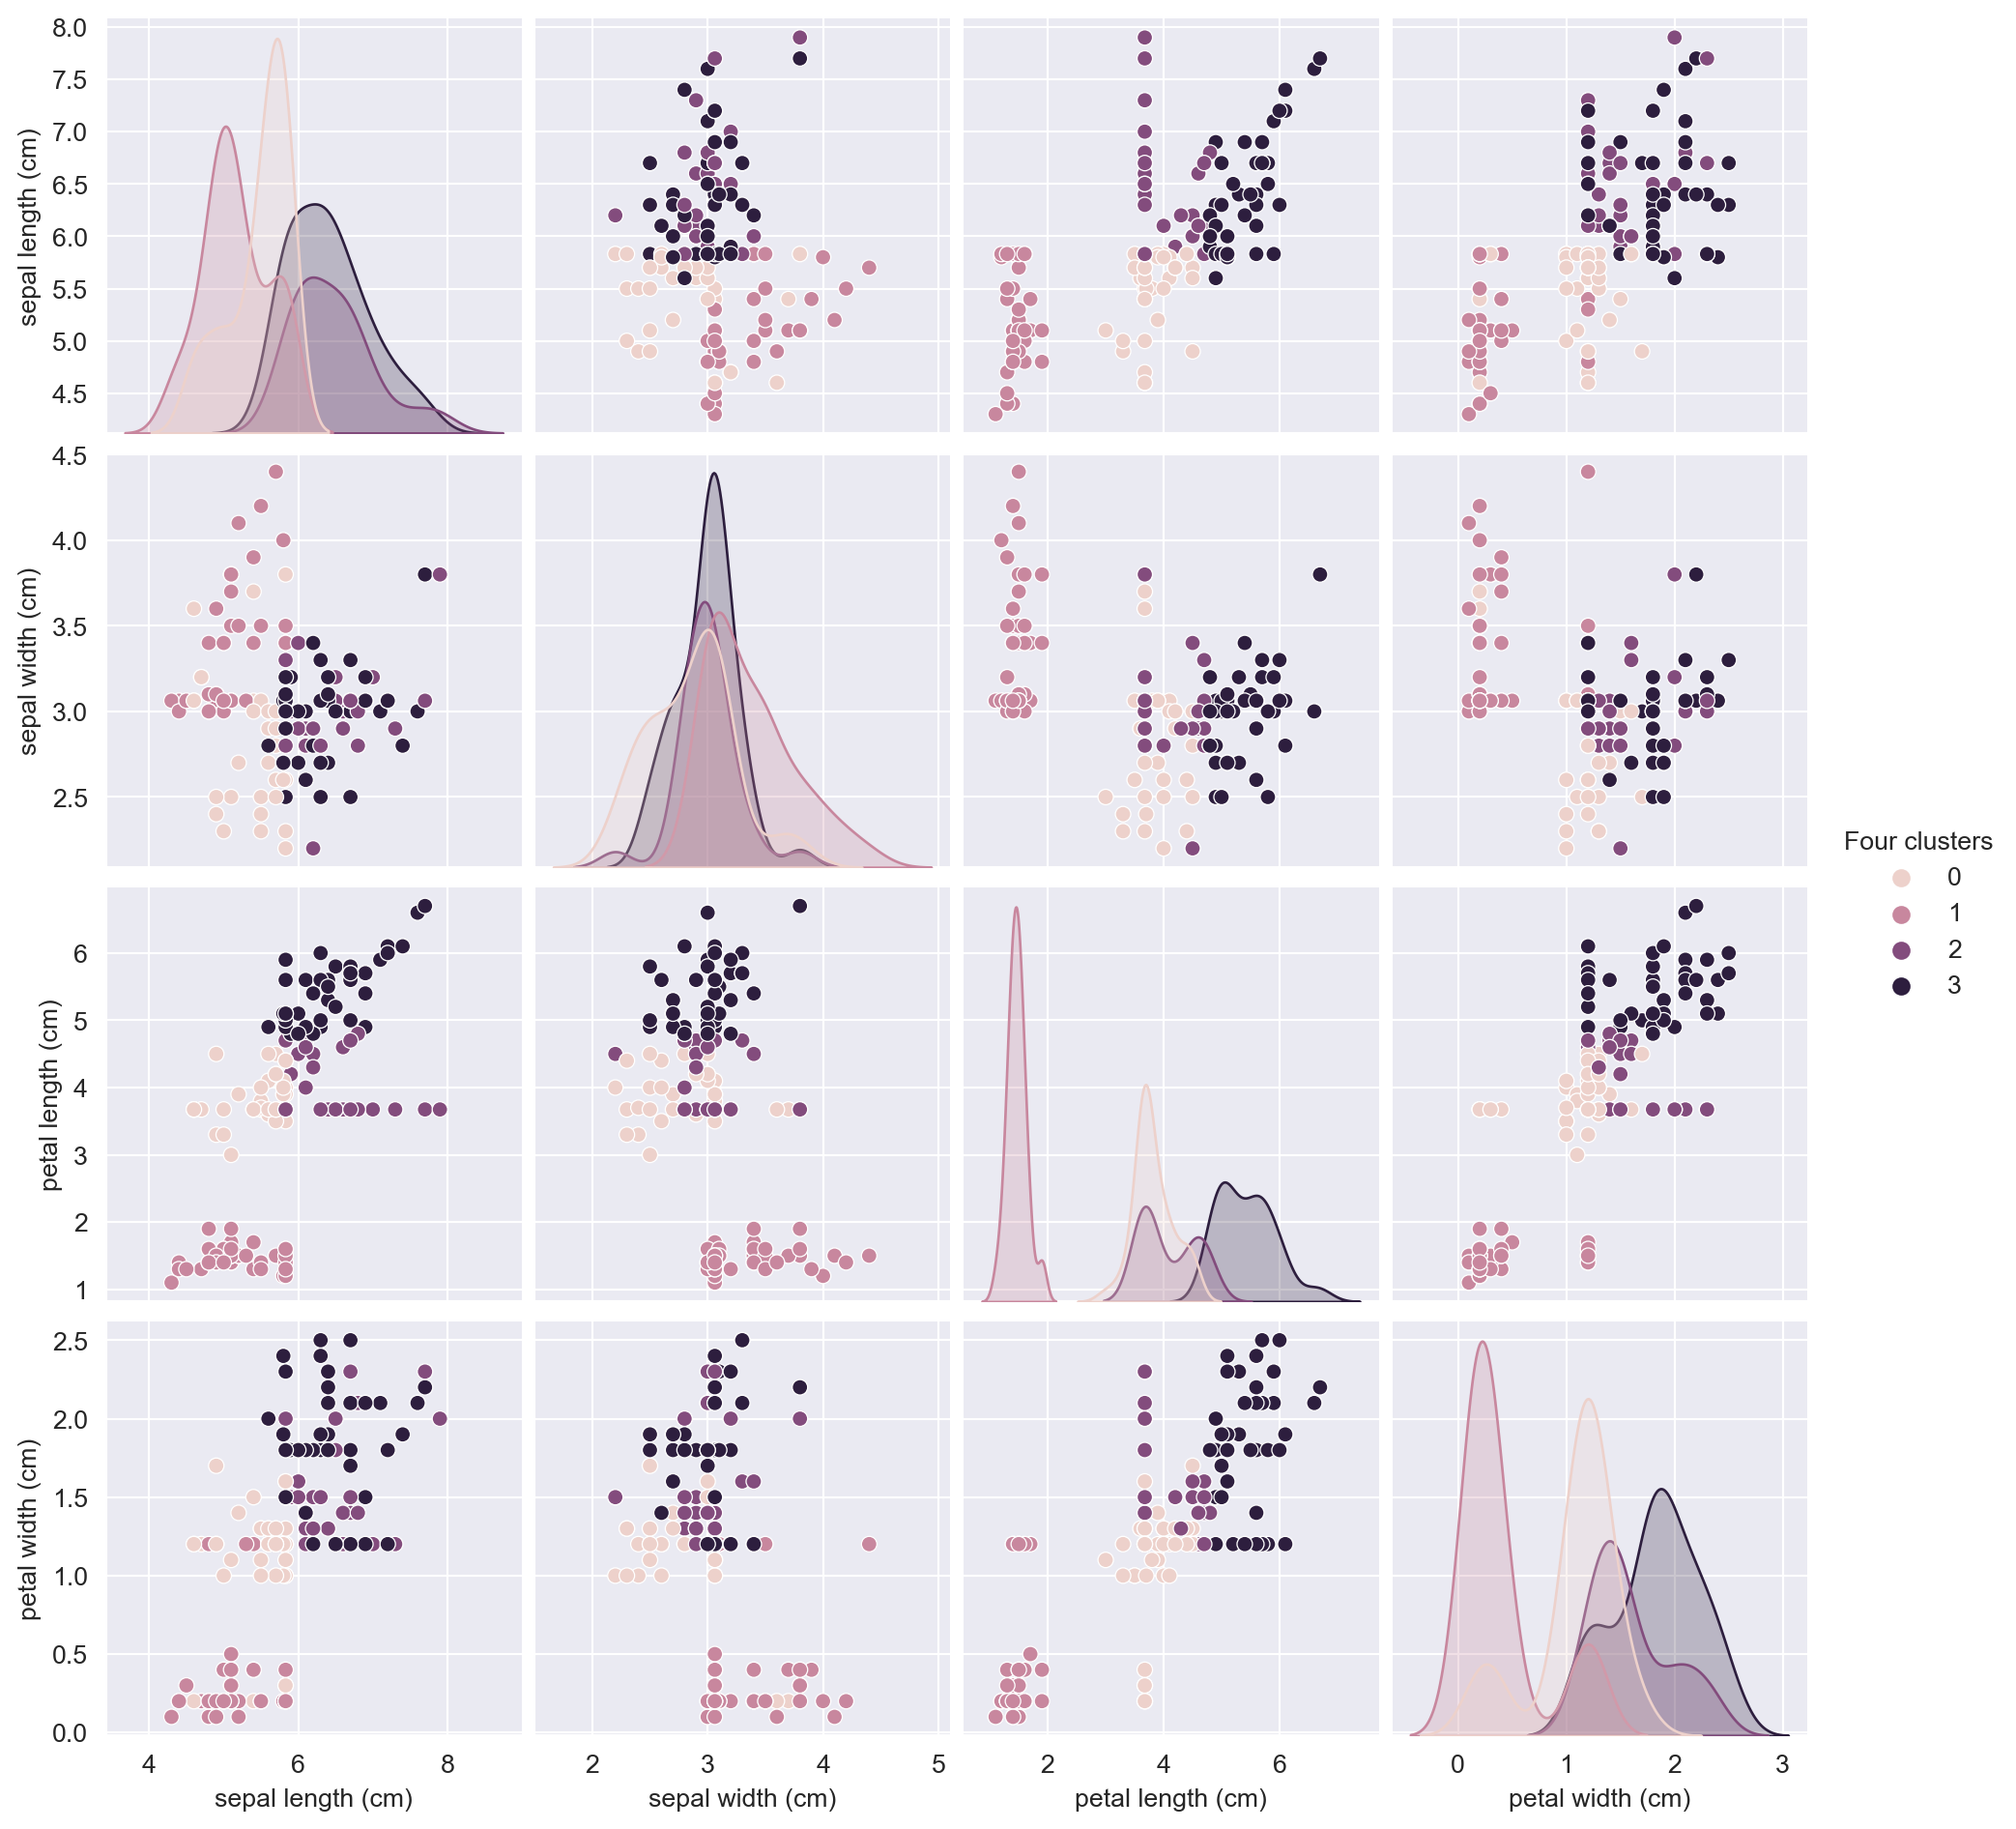 8.0
7.5
7.0
6.5
6.0
5.5
5.0
4.5
sepal length (cm)
4.5
4.0
3.5
3.0
2.5
sepal width (cm)
Four clusters
0
1
2
3
6
5
4
3
2
1
petal length (cm)
2.5
2.0
1.5
1.0
0.5
0.0
petal width (cm)
4 6 8
2 3 4 5
2 4 6
0 1 2 3
sepal length (cm)
sepal width (cm)
petal length (cm)
petal width (cm)